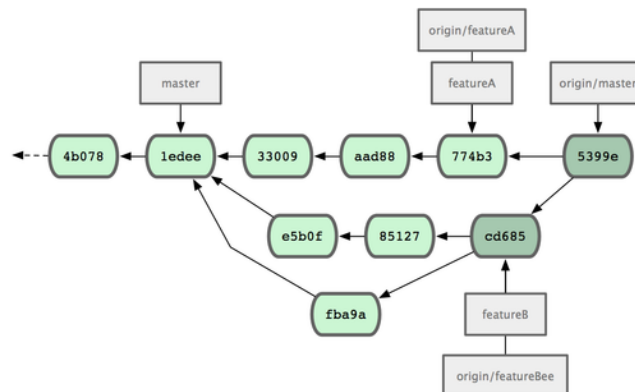 origin/featureA
master
featureA
origin/master
4b078
1edee
33009
aad88
774b3
5399e
e5b0f
85127
cd685
fba9a
featureB
origin/featureBee